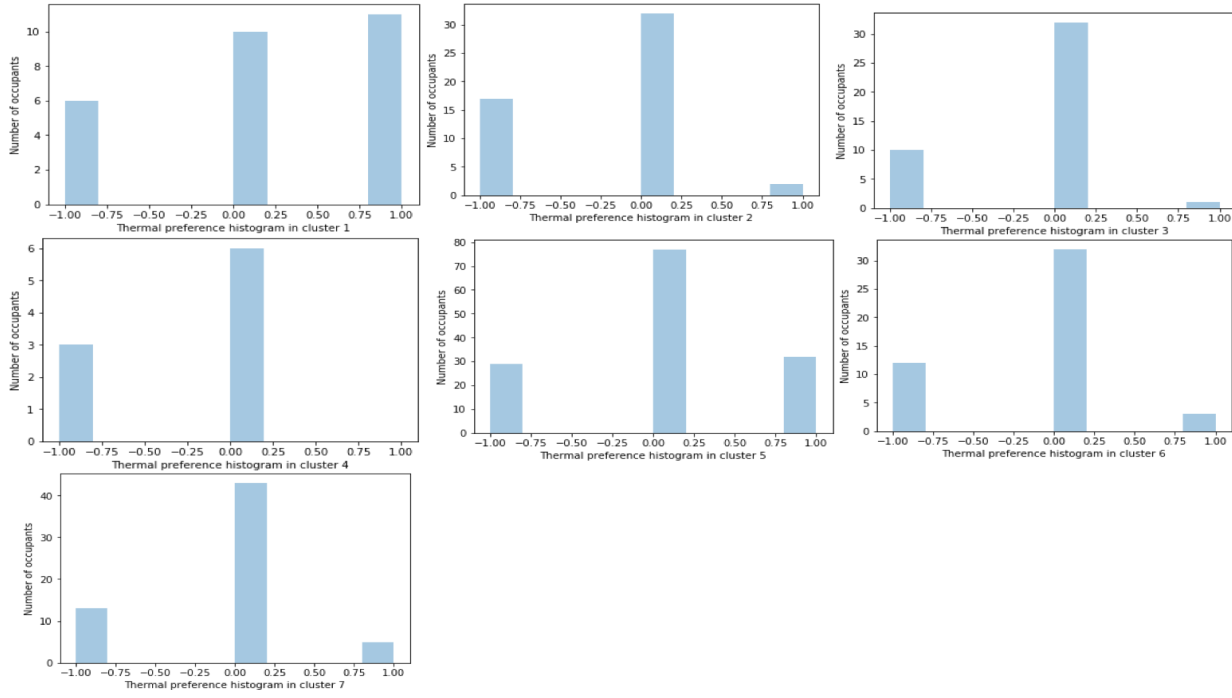 Number of occupants
10
8
6
4
2
0
−1.00 −0.75 −0.50 −0.25 0.00 0.25 0.50 0.75 1.00
Thermal preference histogram in cluster 1
Number of occupants
30
25
20
15
10
5
0
−1.00 −0.75 −0.50 −0.25 0.00 0.25 0.50 0.75 1.00
Thermal preference histogram in cluster 2
Number of occupants
30
25
20
15
10
5
0
−1.00 −0.75 −0.50 −0.25 0.00 0.25 0.50 0.75 1.00
Thermal preference histogram in cluster 3
Number of occupants
6
5
4
3
2
1
0
−1.00 −0.75 −0.50 −0.25 0.00 0.25 0.50 0.75 1.00
Thermal preference histogram in cluster 4
Number of occupants
80
70
60
50
40
30
20
10
0
−1.00 −0.75 −0.50 −0.25 0.00 0.25 0.50 0.75 1.00
Thermal preference histogram in cluster 5
Number of occupants
30
25
20
15
10
5
0
−1.00 −0.75 −0.50 −0.25 0.00 0.25 0.50 0.75 1.00
Thermal preference histogram in cluster 6
Number of occupants
40
30
20
10
0
−1.00 −0.75 −0.50 −0.25 0.00 0.25 0.50 0.75 1.00
Thermal preference histogram in cluster 7